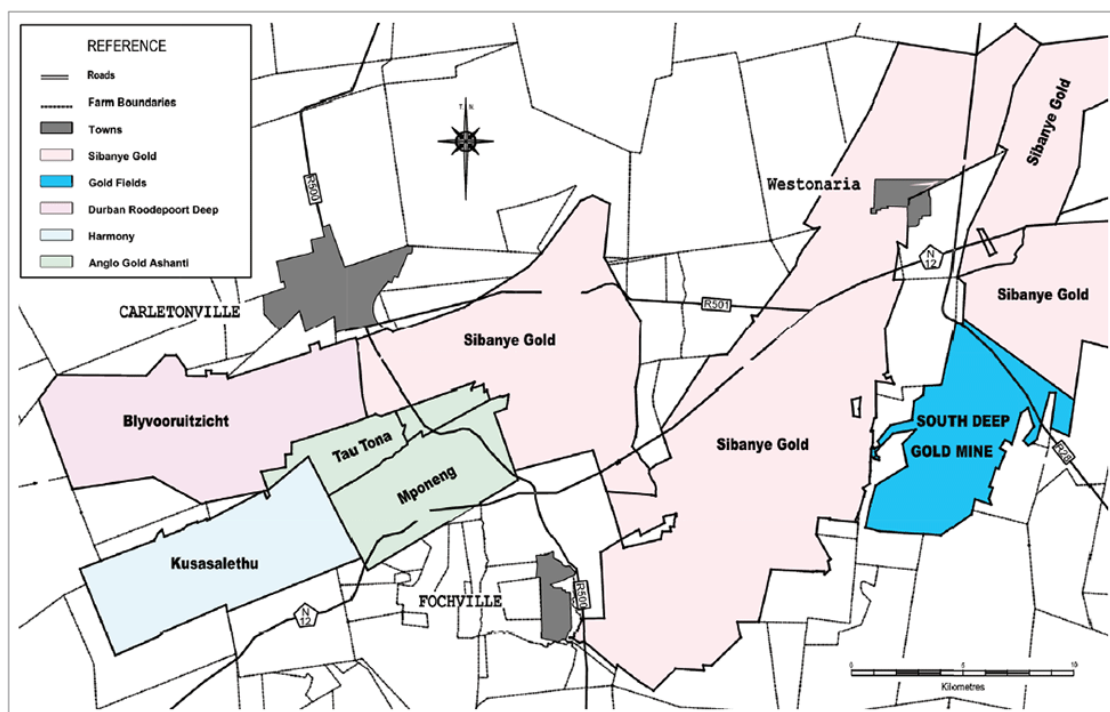 REFERENCE
Roads
Farm Boundaries
Towns
Sibanye Gold
Gold Fields
Durban Roodepoort Deep
Harmony
Anglo Gold Ashanti
T. N.
R500
Sibanye Gold
Westonaria
N
12
Sibanye Gold
R501
CARLETONVILLE
Sibanye Gold
Blyvooruitzicht
SOUTH DEEP
GOLD MINE
Tau Tona
Sibanye Gold
Mponeng
R28
Kusasalethu
FOCHVILLE
R500
N
12
0 5 10
Kilometres